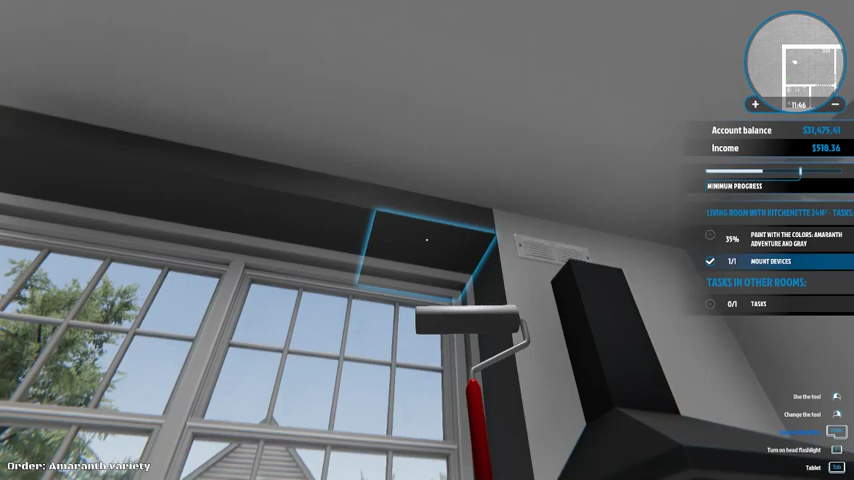 + 11:46 −
Account balance $31,475.41
Income $518.36
MINIMUM PROGRESS
LIVING ROOM WITH KITCHENETTE 24M² - TASKS:
35% PAINT WITH THE COLORS: AMARANTH
ADVENTURE AND GRAY
1/1 MOUNT DEVICES
TASKS IN OTHER ROOMS:
0/1 TASKS
Use the tool
Change the tool
Turn on head flashlight
Tablet Tab
Order: Amaranth variety